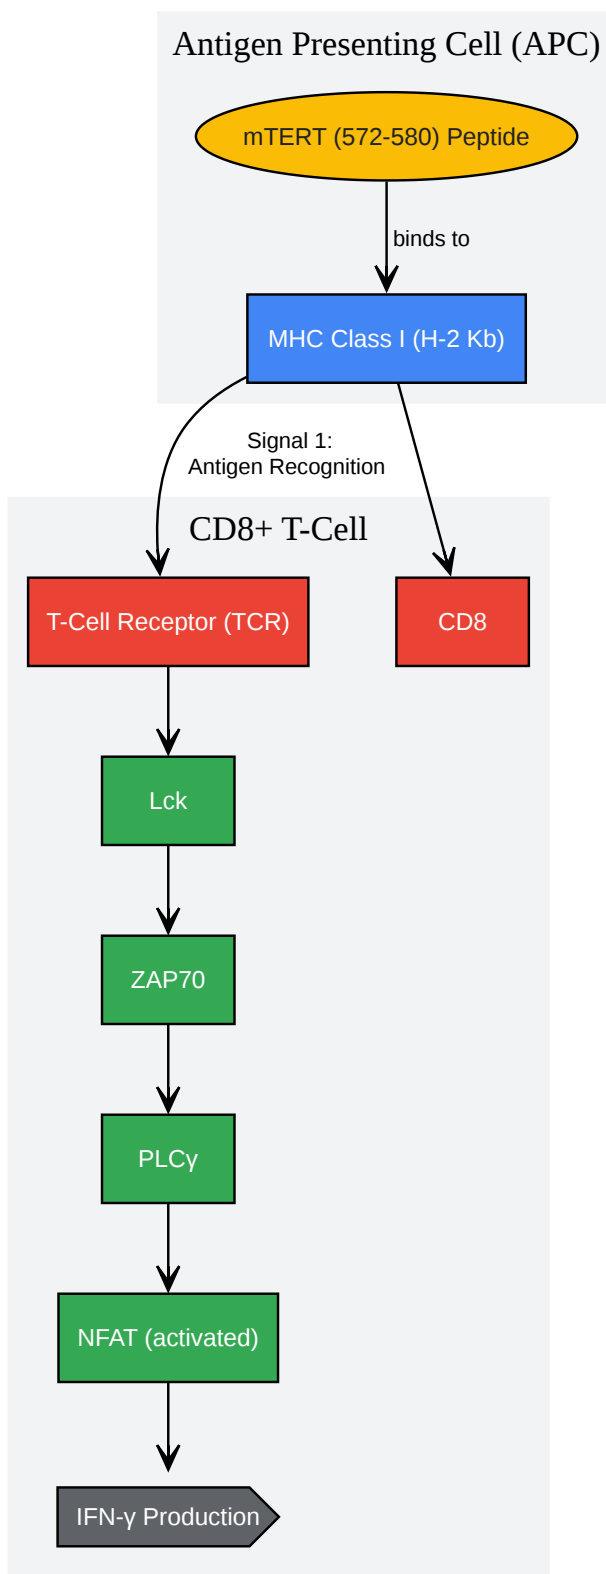 Antigen Presenting Cell (APC)
mTERT (572-580) Peptide
binds to
MHC Class I (H-2 Kb)
Signal 1:
Antigen Recognition
CD8+ T-Cell
T-Cell Receptor (TCR)
CD8
Lck
ZAP70
PLCγ
NFAT (activated)
IFN-γ Production